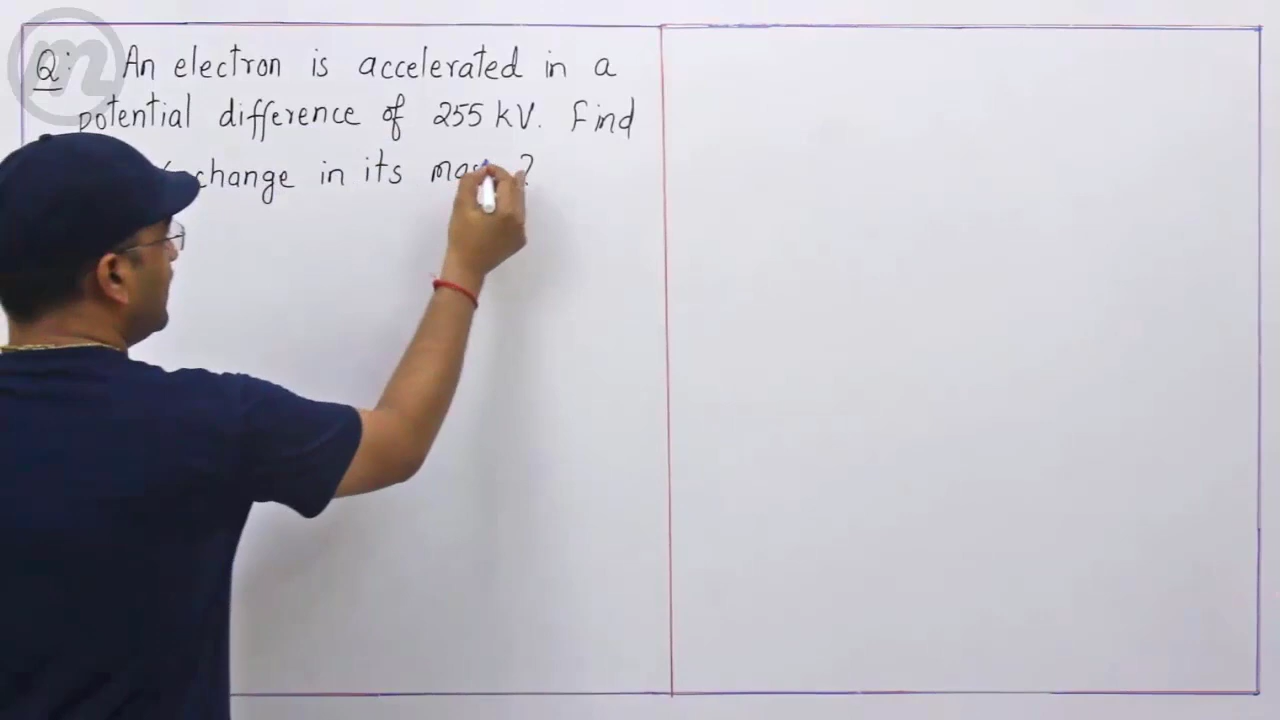 Q: An electron is accelerated in a
potential difference of 255 kV. Find
change in its ?